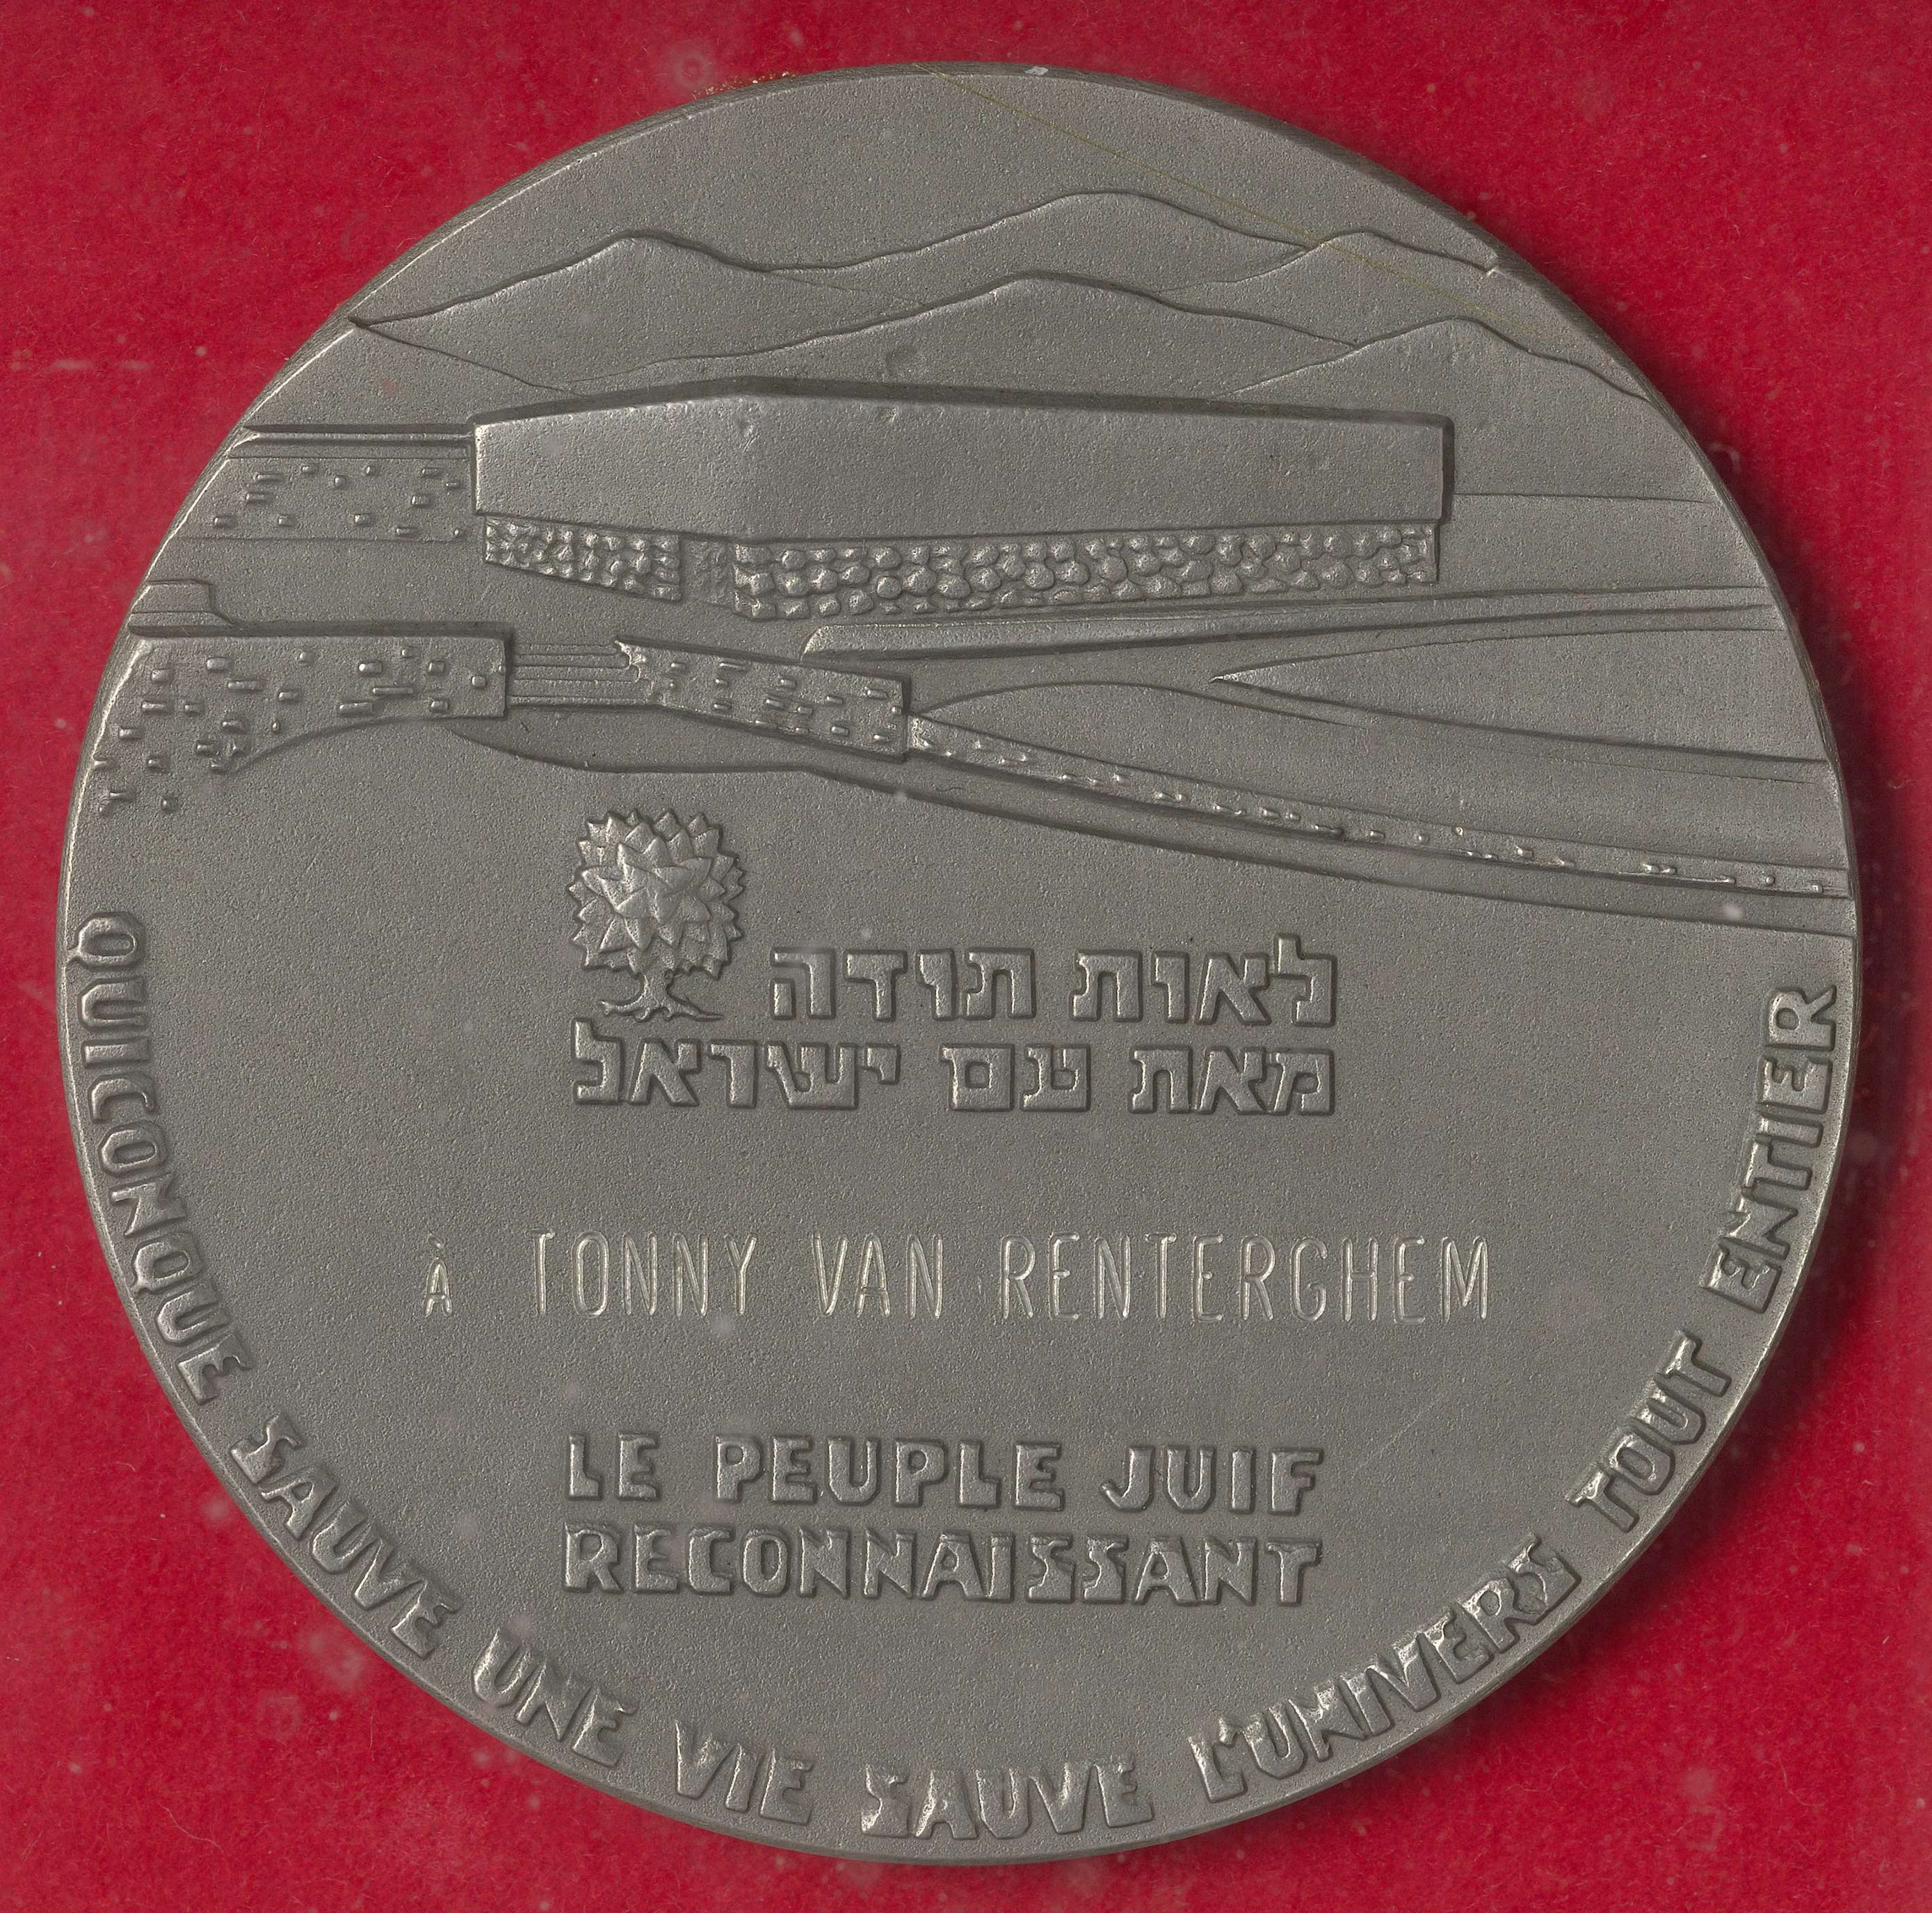 לאות תודה
מאת עם ישראל
À TONNY VAN RENTERGHEM
LE PEUPLE JUIF
RECONNAISSANT
QUICONQUE SAUVE UNE VIE SAUVE L'UNIVERS TOUT ENTIER